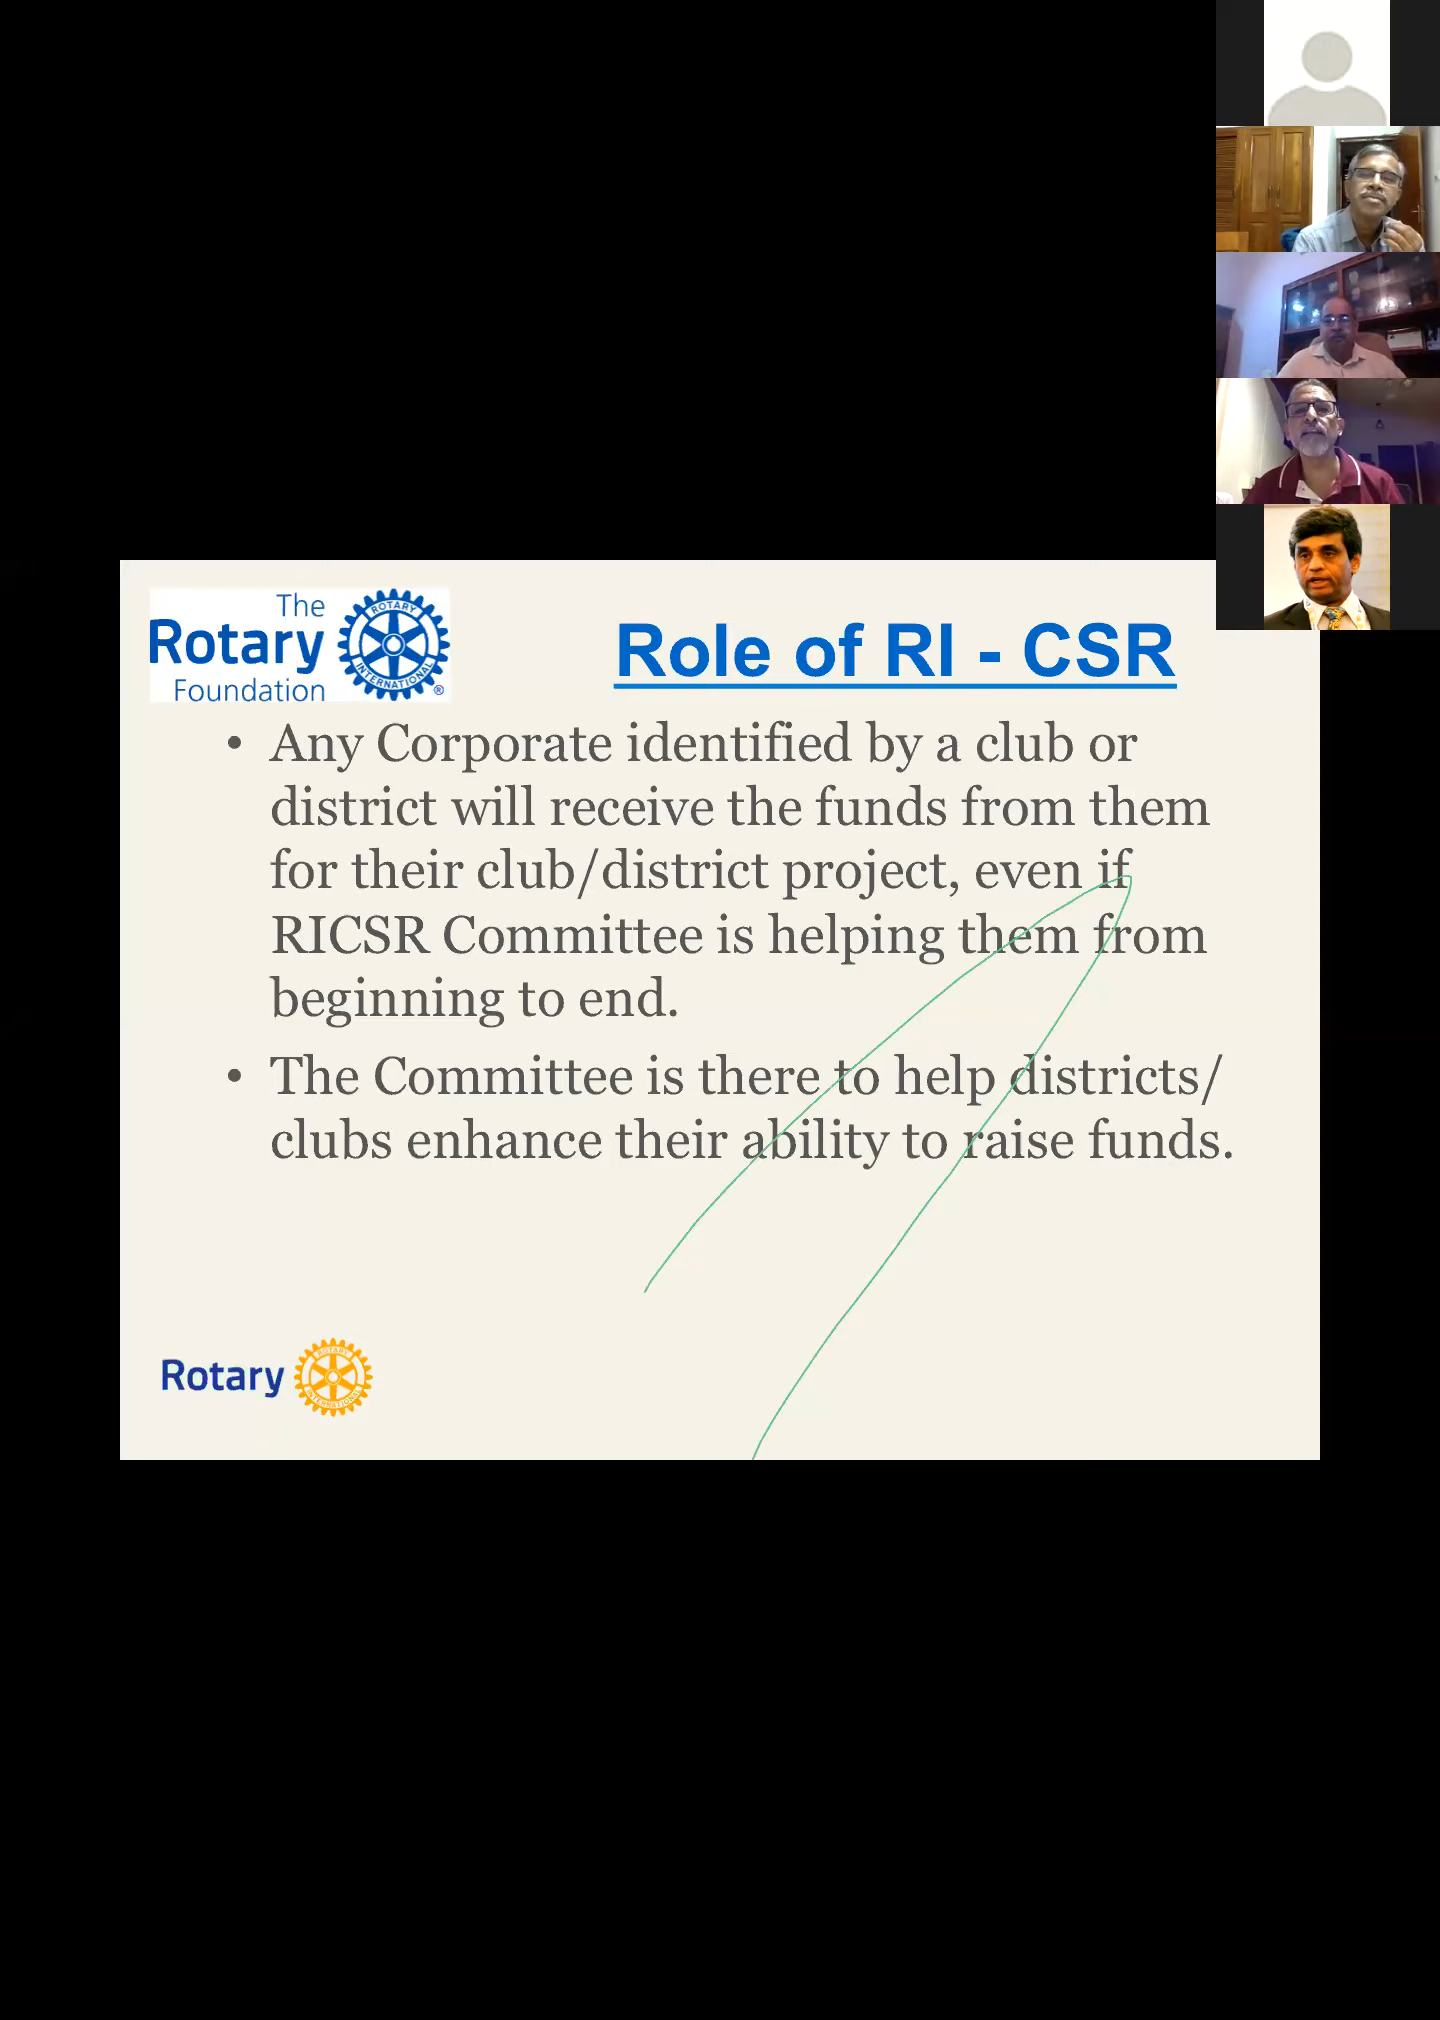 The
Rotary
Foundation
ROTARY
INTERNATIONAL
®
Role of RI - CSR
• Any Corporate identified by a club or
district will receive the funds from them
for their club/district project, even if
RICSR Committee is helping them from
beginning to end.
• The Committee is there to help districts/
clubs enhance their ability to raise funds.
Rotary
ROTARY
INTERNATIONAL